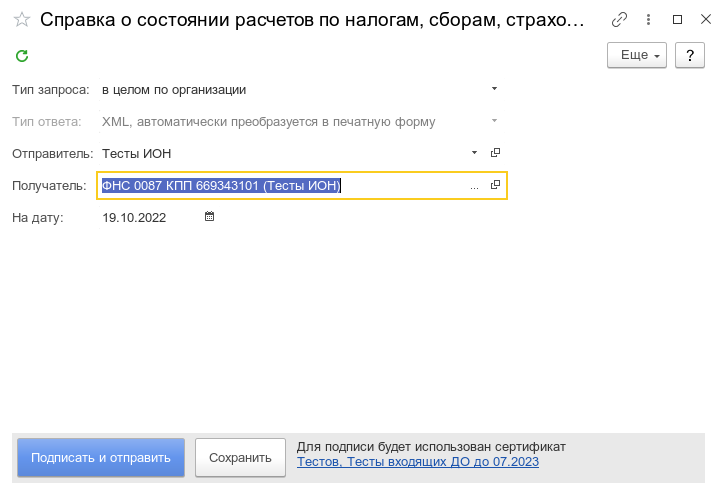 Справка о состоянии расчетов по налогам, сборам, страхо...
Еще
?
Тип запроса: в целом по организации
Тип ответа: XML, автоматически преобразуется в печатную форму
Отправитель: Тесты ИОН
Получатель: ФНС 0087 КПП 669343101 (Тесты ИОН) ...
На дату: 19.10.2022
Подписать и отправить
Сохранить
Для подписи будет использован сертификат
Тестов, Тесты входящих ДО до 07.2023